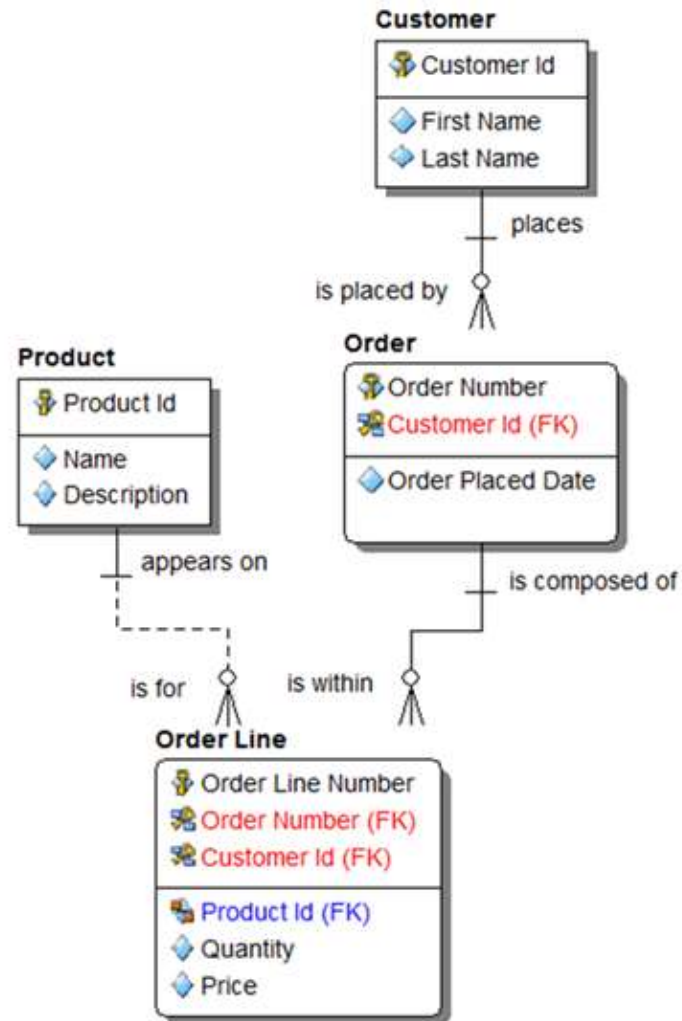 Customer
Customer Id
First Name
Last Name
places
is placed by
Order
Order Number
Customer Id (FK)
Order Placed Date
Product
Product Id
Name
Description
appears on
is composed of
is for
is within
Order Line
Order Line Number
Order Number (FK)
Customer Id (FK)
Product Id (FK)
Quantity
Price